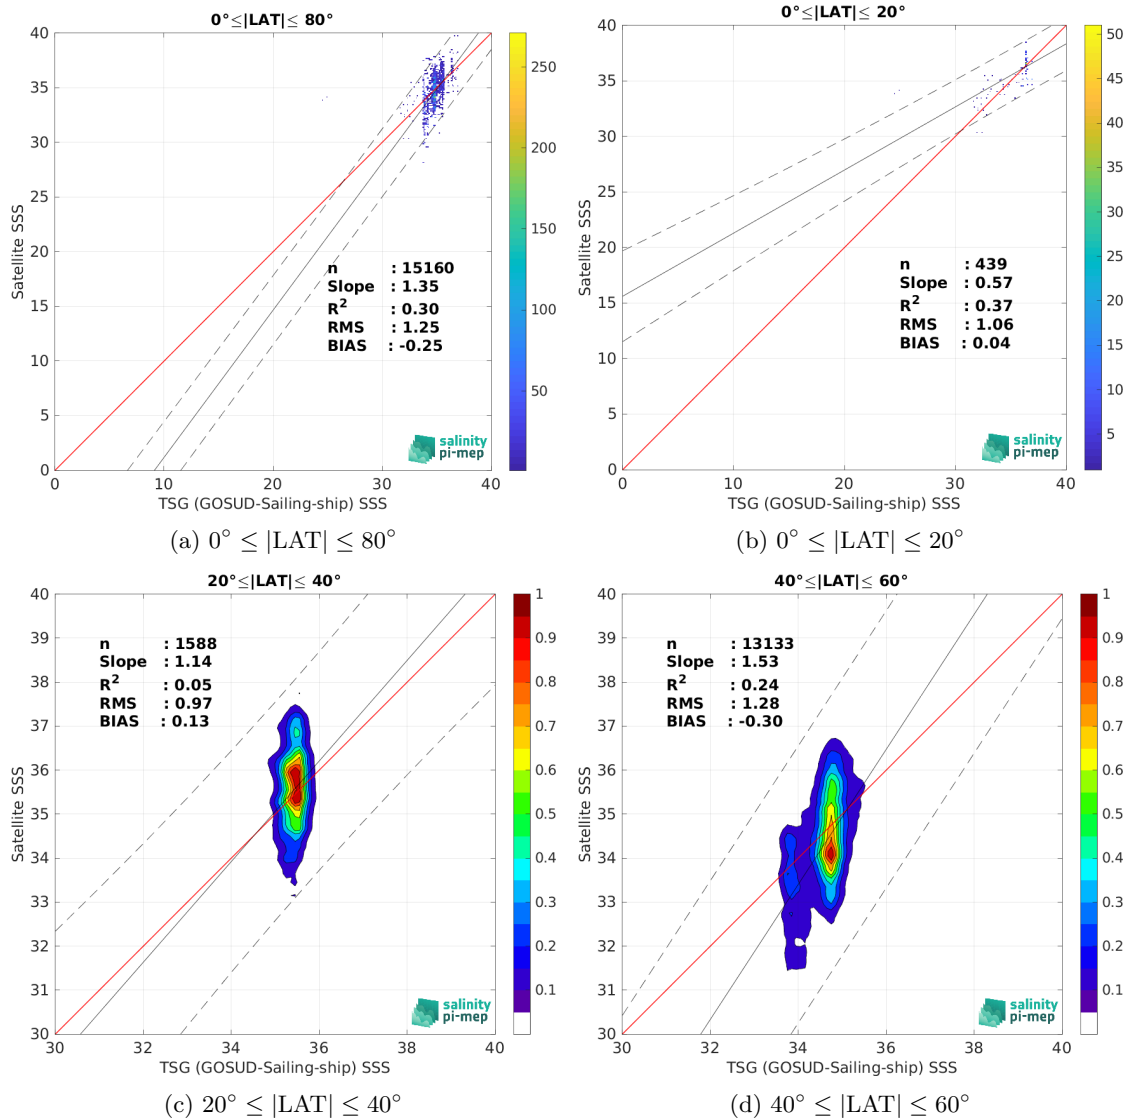 0°≤|LAT|≤ 80°
40
35
30
25
20
15
10
5
0
Satellite SSS
n : 15160
Slope : 1.35
R² : 0.30
RMS : 1.25
BIAS : -0.25
salinity
pi-mep
0 10 20 30 40
TSG (GOSUD-Sailing-ship) SSS
250
200
150
100
50
(a) 0° ≤ |LAT| ≤ 80°
0°≤|LAT|≤ 20°
40
35
30
25
20
15
10
5
0
Satellite SSS
n : 439
Slope : 0.57
R² : 0.37
RMS : 1.06
BIAS : 0.04
salinity
pi-mep
0 10 20 30 40
TSG (GOSUD-Sailing-ship) SSS
50
45
40
35
30
25
20
15
10
5
(b) 0° ≤ |LAT| ≤ 20°
20°≤|LAT|≤ 40°
40
39
38
37
36
35
34
33
32
31
30
Satellite SSS
n : 1588
Slope : 1.14
R² : 0.05
RMS : 0.97
BIAS : 0.13
salinity
pi-mep
30 32 34 36 38 40
TSG (GOSUD-Sailing-ship) SSS
1
0.9
0.8
0.7
0.6
0.5
0.4
0.3
0.2
0.1
(c) 20° ≤ |LAT| ≤ 40°
40°≤|LAT|≤ 60°
40
39
38
37
36
35
34
33
32
31
30
Satellite SSS
n : 13133
Slope : 1.53
R² : 0.24
RMS : 1.28
BIAS : -0.30
salinity
pi-mep
30 32 34 36 38 40
TSG (GOSUD-Sailing-ship) SSS
1
0.9
0.8
0.7
0.6
0.5
0.4
0.3
0.2
0.1
(d) 40° ≤ |LAT| ≤ 60°